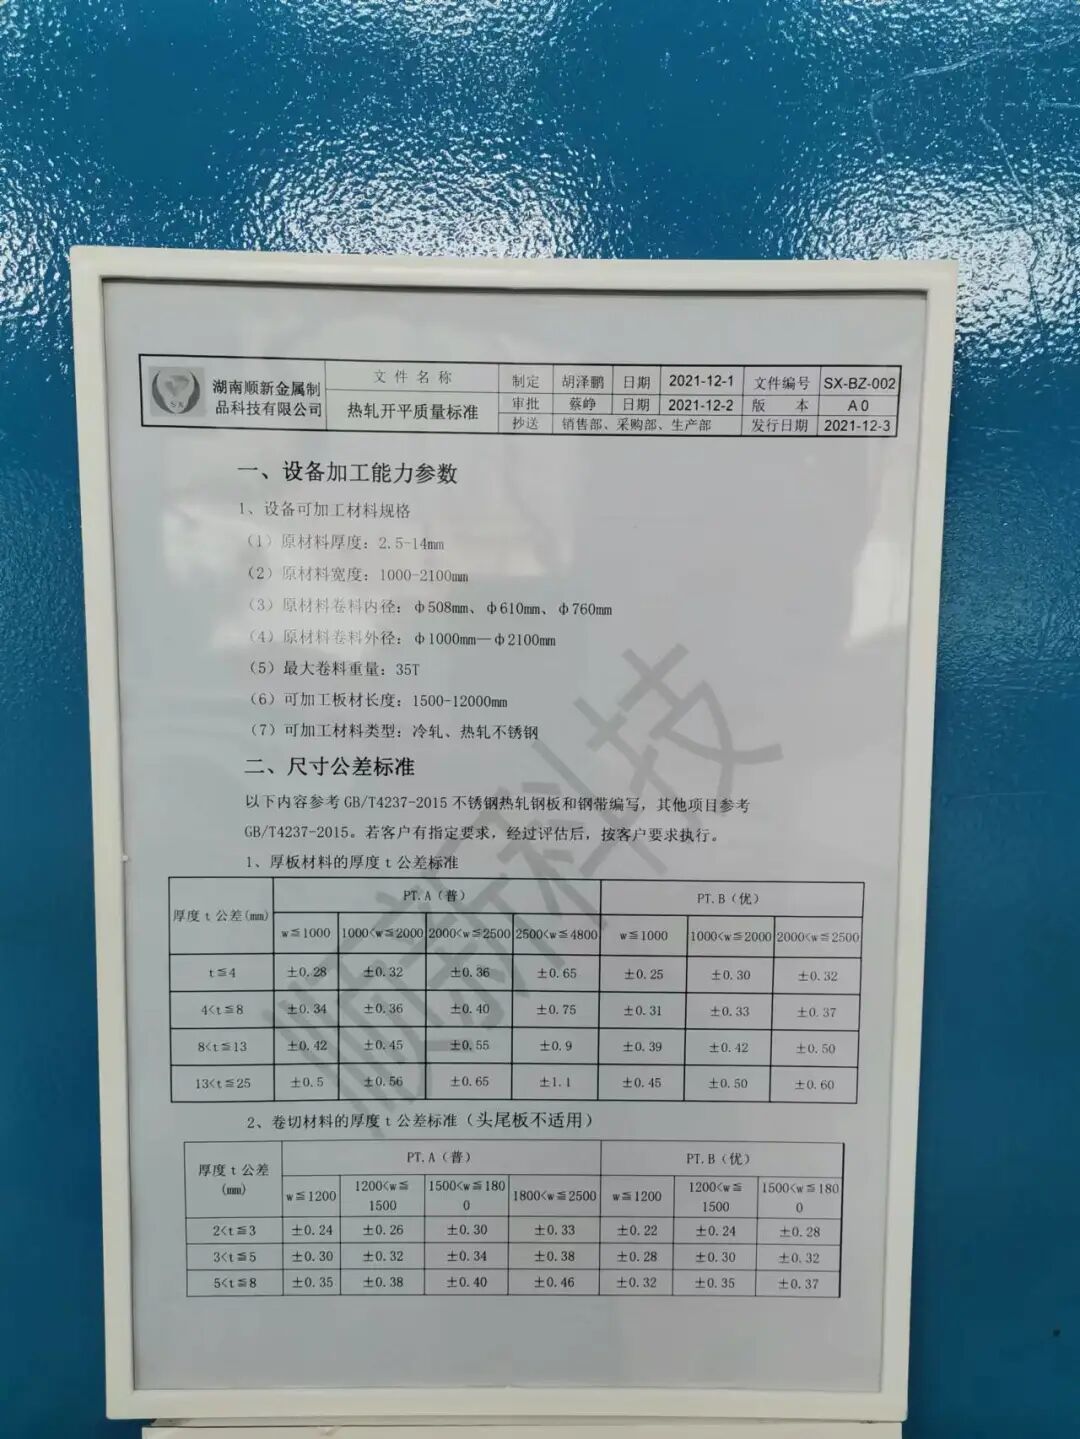 湖南顺新金属制
品科技有限公司
SX
文件名称
热轧开平质量标准
制定 胡泽鹏 日期 2021-12-1 文件编号 SX-BZ-002
审批 蔡峥 日期 2021-12-2 版 本 A0
抄送 销售部、采购部、生产部 发行日期 2021-12-3
一、设备加工能力参数
1、设备可加工材料规格
(1)原材料厚度：2.5-14mm
(2)原材料宽度：1000-2100mm
(3)原材料卷料内径：φ508mm、φ610mm、φ760mm
(4)原材料卷料外径：φ1000mm—φ2100mm
(5)最大卷料重量：35T
(6)可加工板材长度：1500-12000mm
(7)可加工材料类型：冷轧、热轧不锈钢
二、尺寸公差标准
以下内容参考 GB/T4237-2015 不锈钢热轧钢板和钢带编写，其他项目参考
GB/T4237-2015。若客户有指定要求，经过评估后，按客户要求执行。
1、厚板材料的厚度 t 公差标准
厚度 t 公差(mm) PT.A（普） PT.B（优）
w≦1000 1000<w≦2000 2000<w≦2500 2500<w≦4800 w≦1000 1000<w≦2000 2000<w≦2500
t≦4 ±0.28 ±0.32 ±0.36 ±0.65 ±0.25 ±0.30 ±0.32
4<t≦8 ±0.34 ±0.36 ±0.40 ±0.75 ±0.31 ±0.33 ±0.37
8<t≦13 ±0.42 ±0.45 ±0.55 ±0.9 ±0.39 ±0.42 ±0.50
13<t≦25 ±0.5 ±0.56 ±0.65 ±1.1 ±0.45 ±0.50 ±0.60
2、卷切材料的厚度 t 公差标准（头尾板不适用）
厚度 t 公差
(mm)
PT.A（普） PT.B（优）
w≦1200 1200<w≦1500 1500<w≦1800 1800<w≦2500 w≦1200 1200<w≦1500 1500<w≦1800
2<t≦3 ±0.24 ±0.26 ±0.30 ±0.33 ±0.22 ±0.24 ±0.28
3<t≦5 ±0.30 ±0.32 ±0.34 ±0.38 ±0.28 ±0.30 ±0.32
5<t≦8 ±0.35 ±0.38 ±0.40 ±0.46 ±0.32 ±0.35 ±0.37
顺新科技